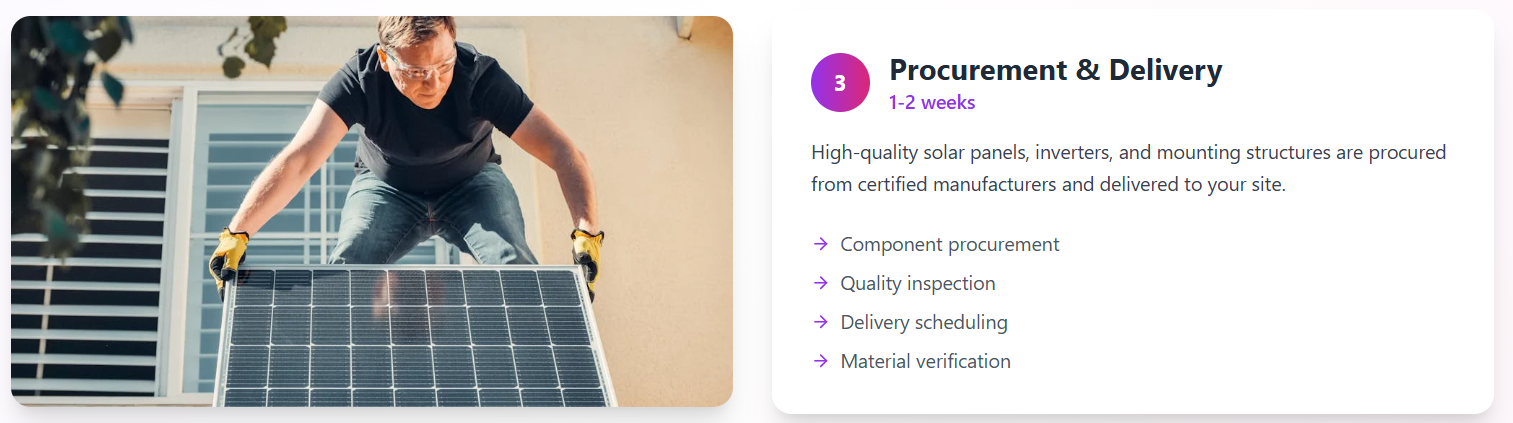 3
Procurement & Delivery
1-2 weeks
High-quality solar panels, inverters, and mounting structures are procured
from certified manufacturers and delivered to your site.
→ Component procurement
→ Quality inspection
→ Delivery scheduling
→ Material verification